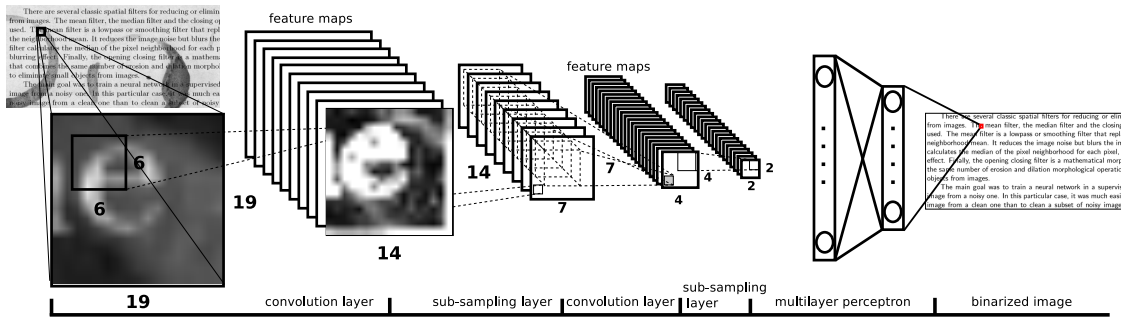 There are several classic spatial filters for reducing or elimin
from images. The mean filter, the median filter and the closing op
used. The mean filter is a lowpass or smoothing filter that repl
the neighborhood mean. It reduces the image noise but blurs the
filter calculates the median of the pixel neighborhood for each p
blurring effect. Finally, the opening closing filter is a mathema
that combines the same number of erosion and dilation morphol
to eliminate small objects from images.
The main goal was to train a neural network in a supervised
image from a noisy one. In this particular case, it was much ea
image from a clean one than to clean a subset of noisy
6
6
19
19
feature maps
14
14
7
7
feature maps
4
4
2
2
There are several classic spatial filters for reducing or elim
from images. The mean filter, the median filter and the closing
used. The mean filter is a lowpass or smoothing filter that repl
neighborhood mean. It reduces the image noise but blurs the im
calculates the median of the pixel neighborhood for each pixel,
effect. Finally, the opening closing filter is a mathematical morp
the same number of erosion and dilation morphological operatio
objects from images.
The main goal was to train a neural network in a supervis
image from a noisy one. In this particular case, it was much easi
image from a clean one than to clean a subset of noisy image
convolution layer
sub-sampling layer
convolution layer
sub-sampling
layer
multilayer perceptron
binarized image